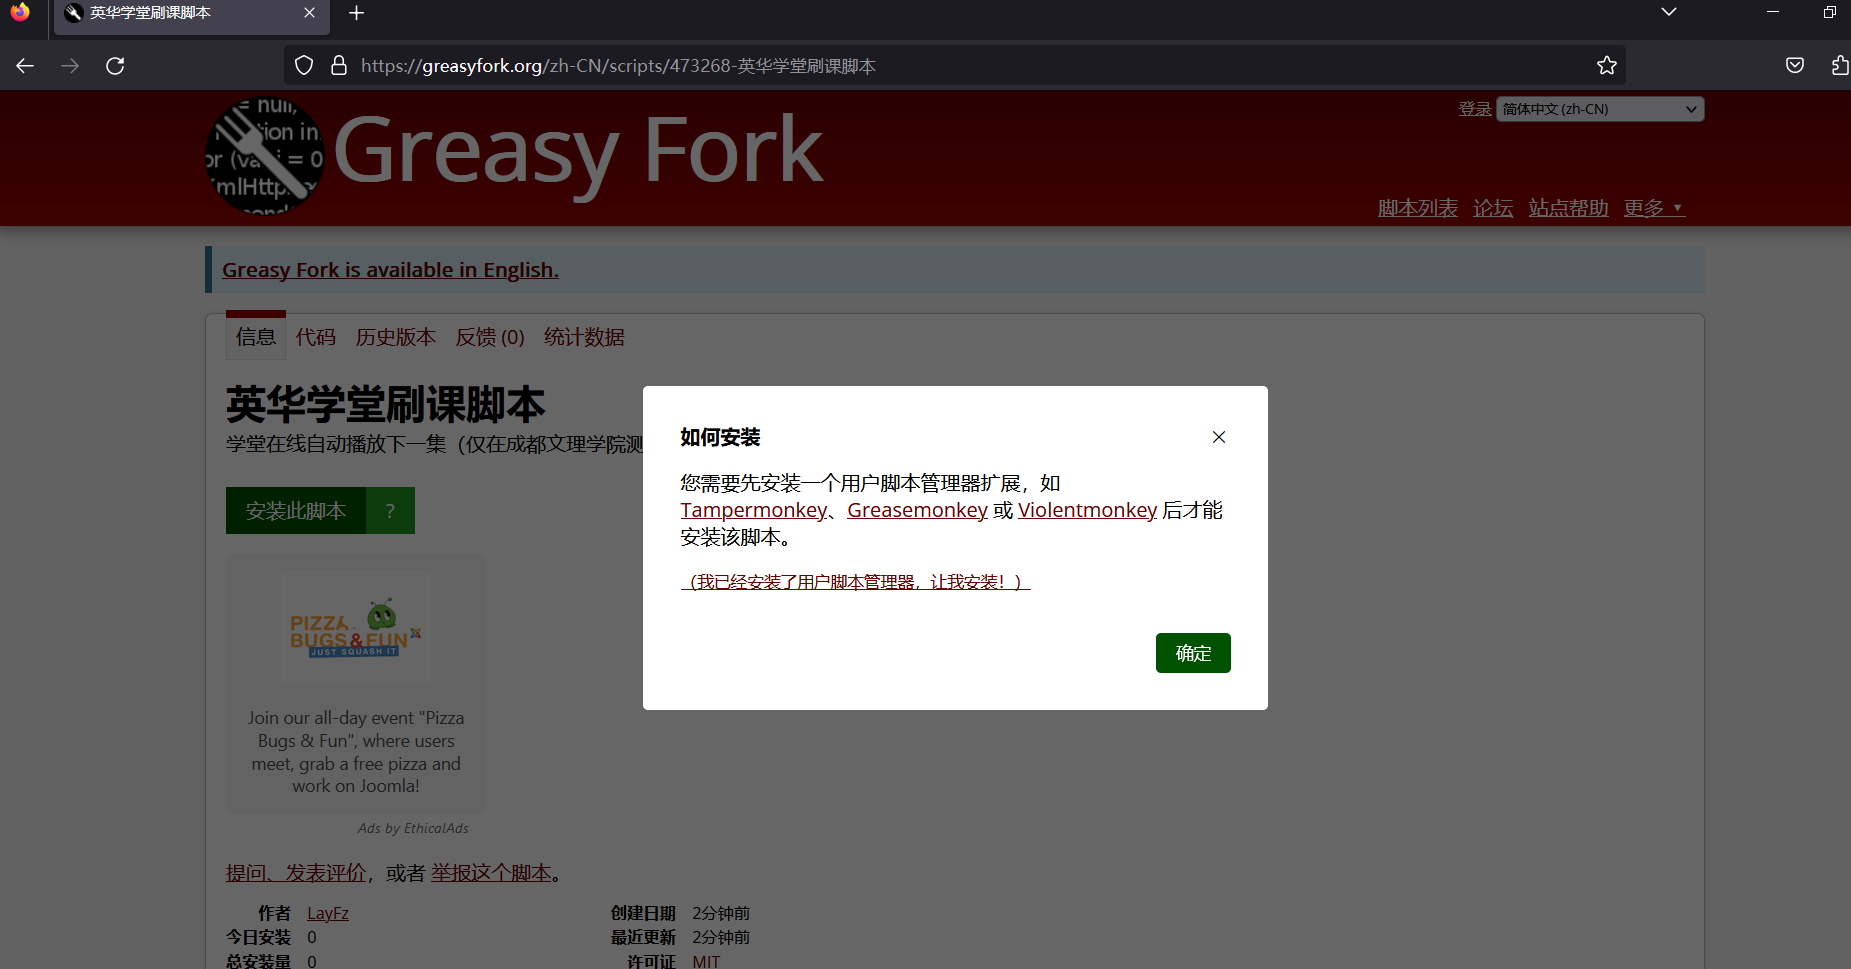 英华学堂刷课脚本
https://greasyfork.org/zh-CN/scripts/473268-英华学堂刷课脚本
= null,
tion in
or (va i = 0
mlHttp
Greasy Fork
登录 简体中文 (zh-CN)
脚本列表 论坛 站点帮助 更多 ▼
Greasy Fork is available in English.
信息 代码 历史版本 反馈 (0) 统计数据
英华学堂刷课脚本
学堂在线自动播放下一集（仅在成都文理学院测
安装此脚本 ?
如何安装
您需要先安装一个用户脚本管理器扩展，如
Tampermonkey、Greasemonkey 或 Violentmonkey 后才能
安装该脚本。
（我已经安装了用户脚本管理器，让我安装！）
确定
PIZZA
BUGS&FUN
JUST SQUASH IT
Join our all-day event "Pizza
Bugs & Fun", where users
meet, grab a free pizza and
work on Joomla!
Ads by EthicalAds
提问、发表评价，或者 举报这个脚本。
作者 LayFz 创建日期 2分钟前
今日安装 0 最近更新 2分钟前
总安装量 0 许可证 MIT